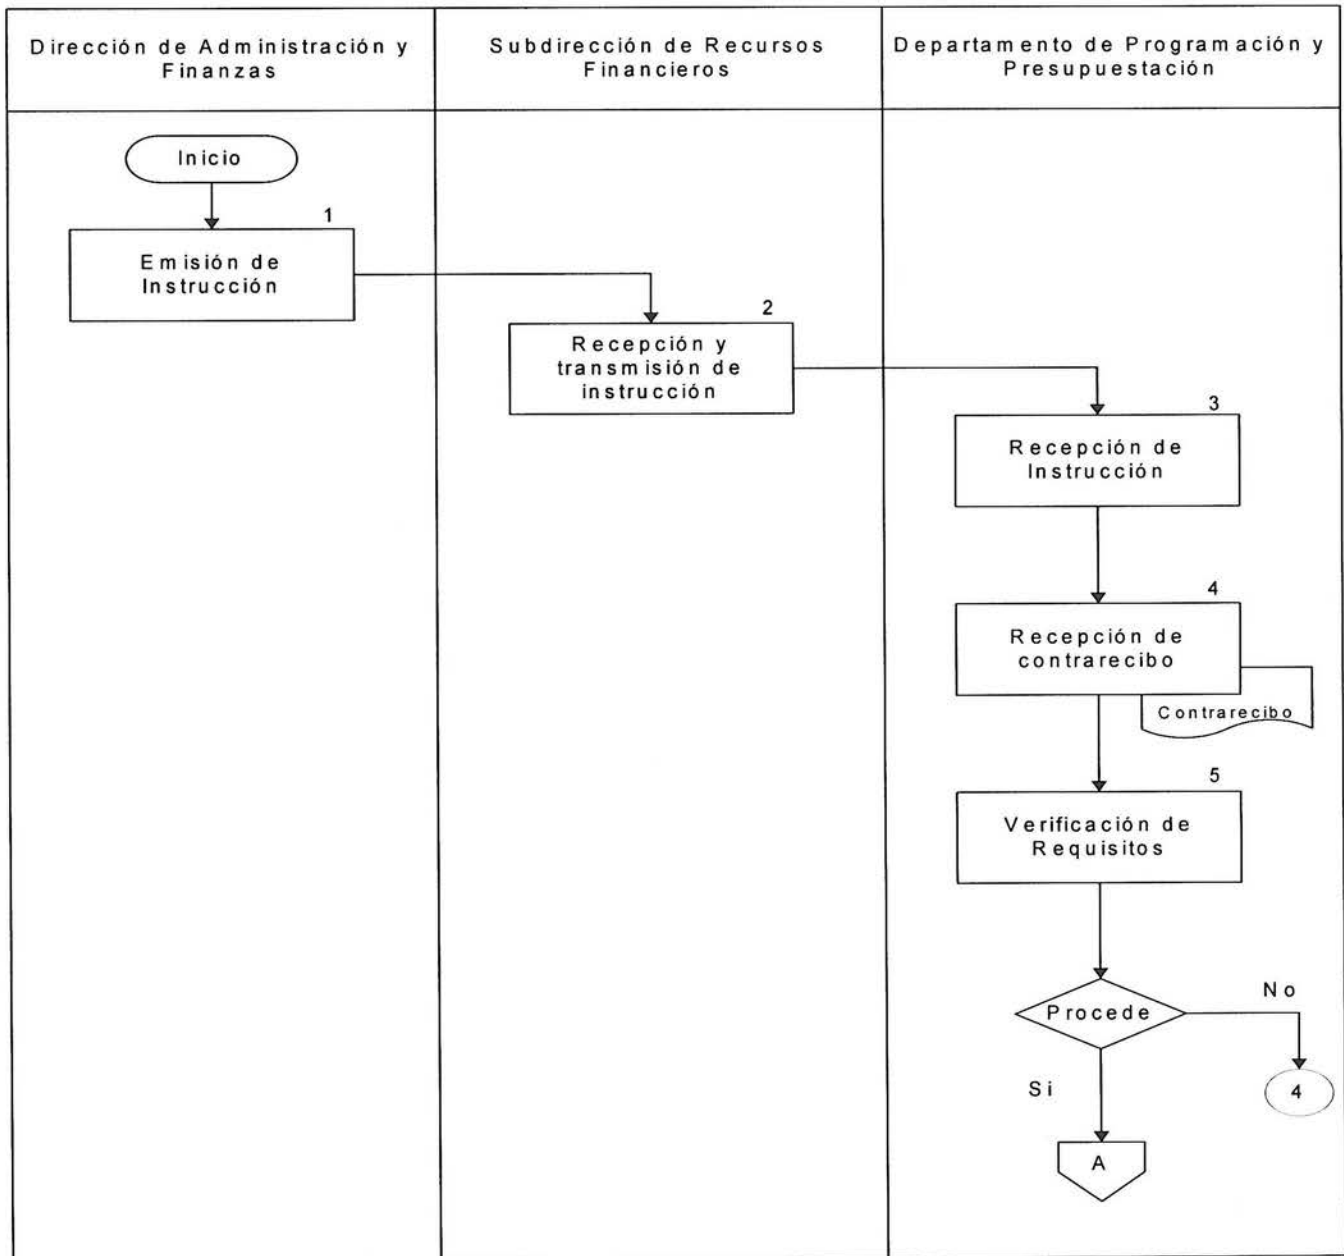 Dirección de Administración y
Finanzas
Subdirección de Recursos
Financieros
Departamento de Programación y
Presupuestación
Inicio
1
Emisión de
Instrucción
2
Recepción y
transmisión de
instrucción
3
Recepción de
Instrucción
4
Recepción de
contrarecibo
Contrarecibo
5
Verificación de
Requisitos
Procede
No
4
Si
A